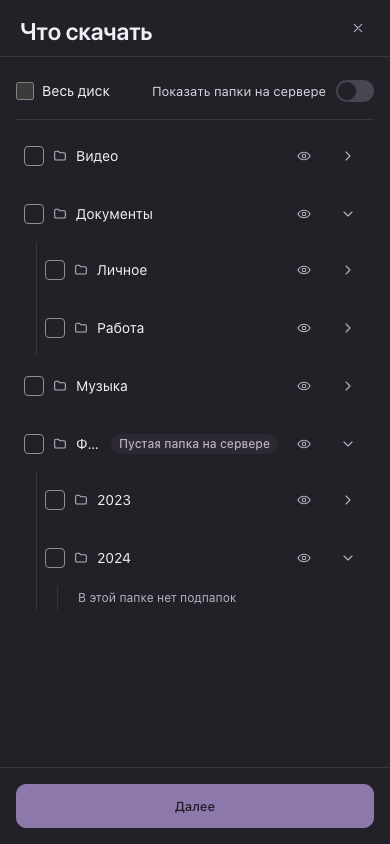 Что скачать
Весь диск Показать папки на сервере
Видео
Документы
Личное
Работа
Музыка
Ф... Пустая папка на сервере
2023
2024
В этой папке нет подпапок
Далее